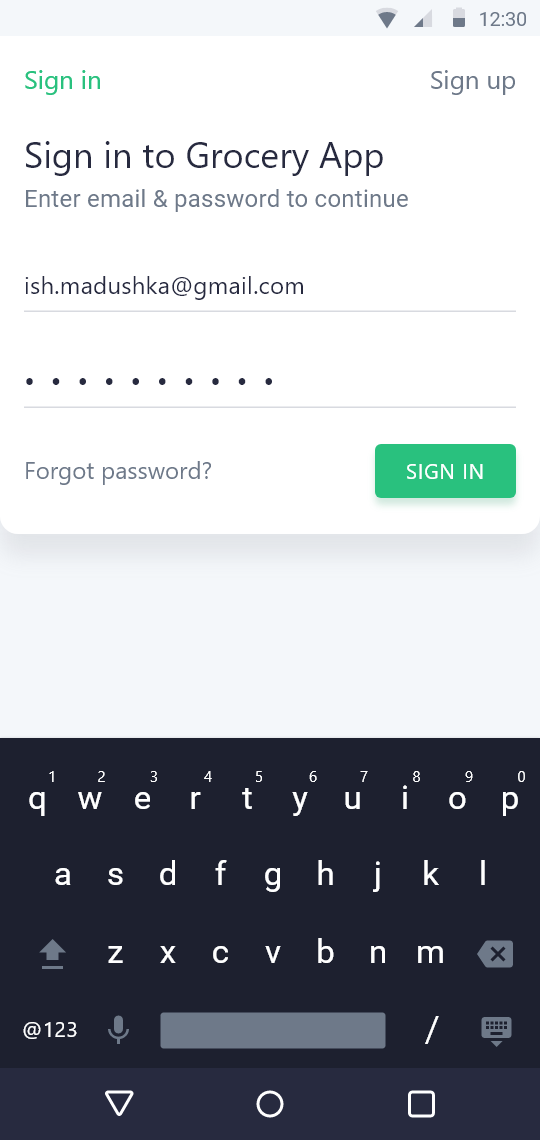 12:30
Sign in Sign up
Sign in to Grocery App
Enter email & password to continue
ish.madushka@gmail.com
• • • • • • • • • •
Forgot password? SIGN IN
1 2 3 4 5 6 7 8 9 0
q w e r t y u i o p
a s d f g h j k l
z x c v b n m
@123 /